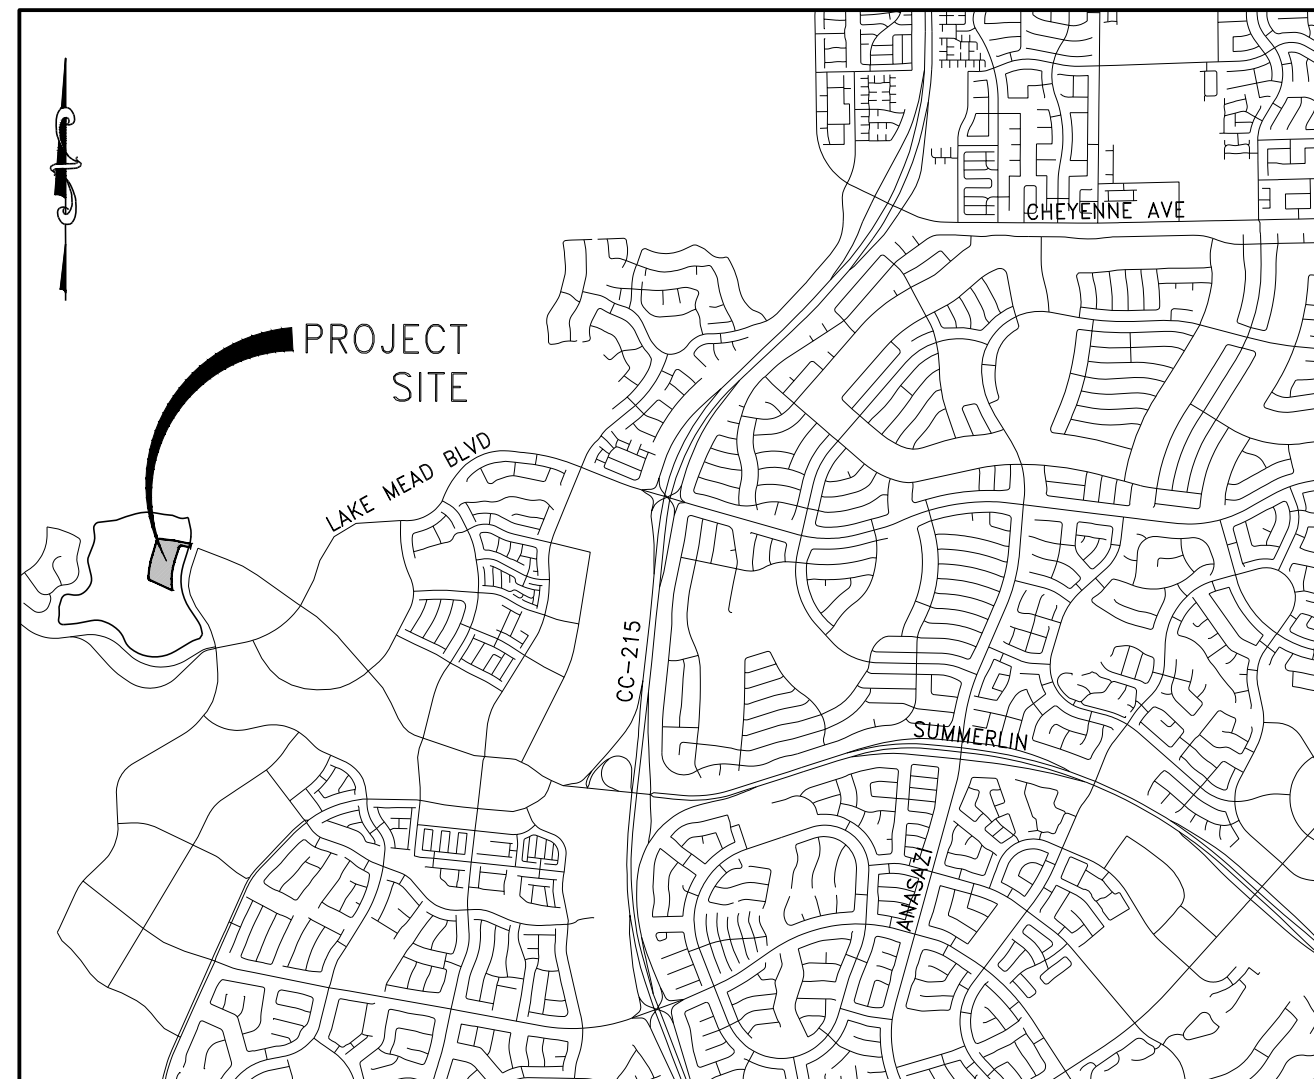 CHEYENNE AVE
PROJECT
SITE
LAKE MEAD BLVD
CC-215
SUMMERLIN
ANASAZI